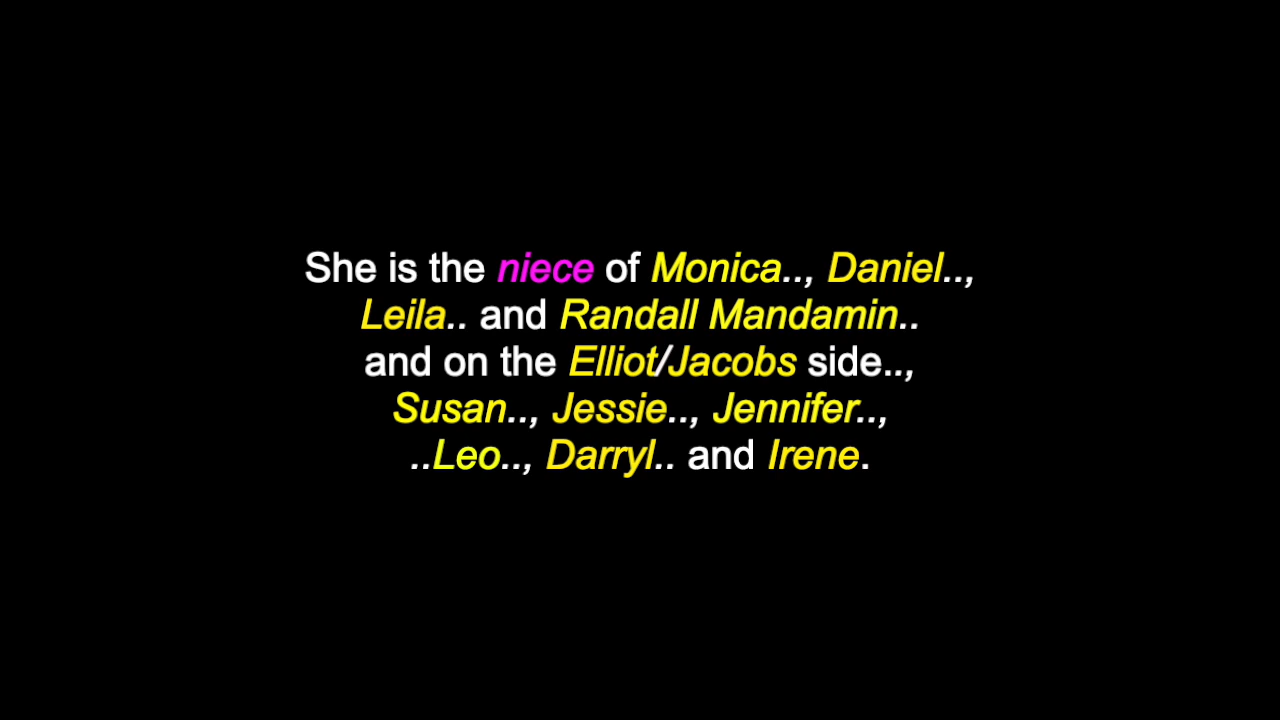 She is the niece of Monica.., Daniel..,
Leila.. and Randall Mandamin..
and on the Elliot/Jacobs side..,
Susan.., Jessie.., Jennifer..,
..Leo.., Darryl.. and Irene.